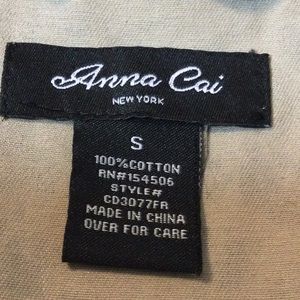 Anna Cai
NEW YORK
S
100%COTTON
RN#154506
STYLE#
CD3077FR
MADE IN CHINA
OVER FOR CARE